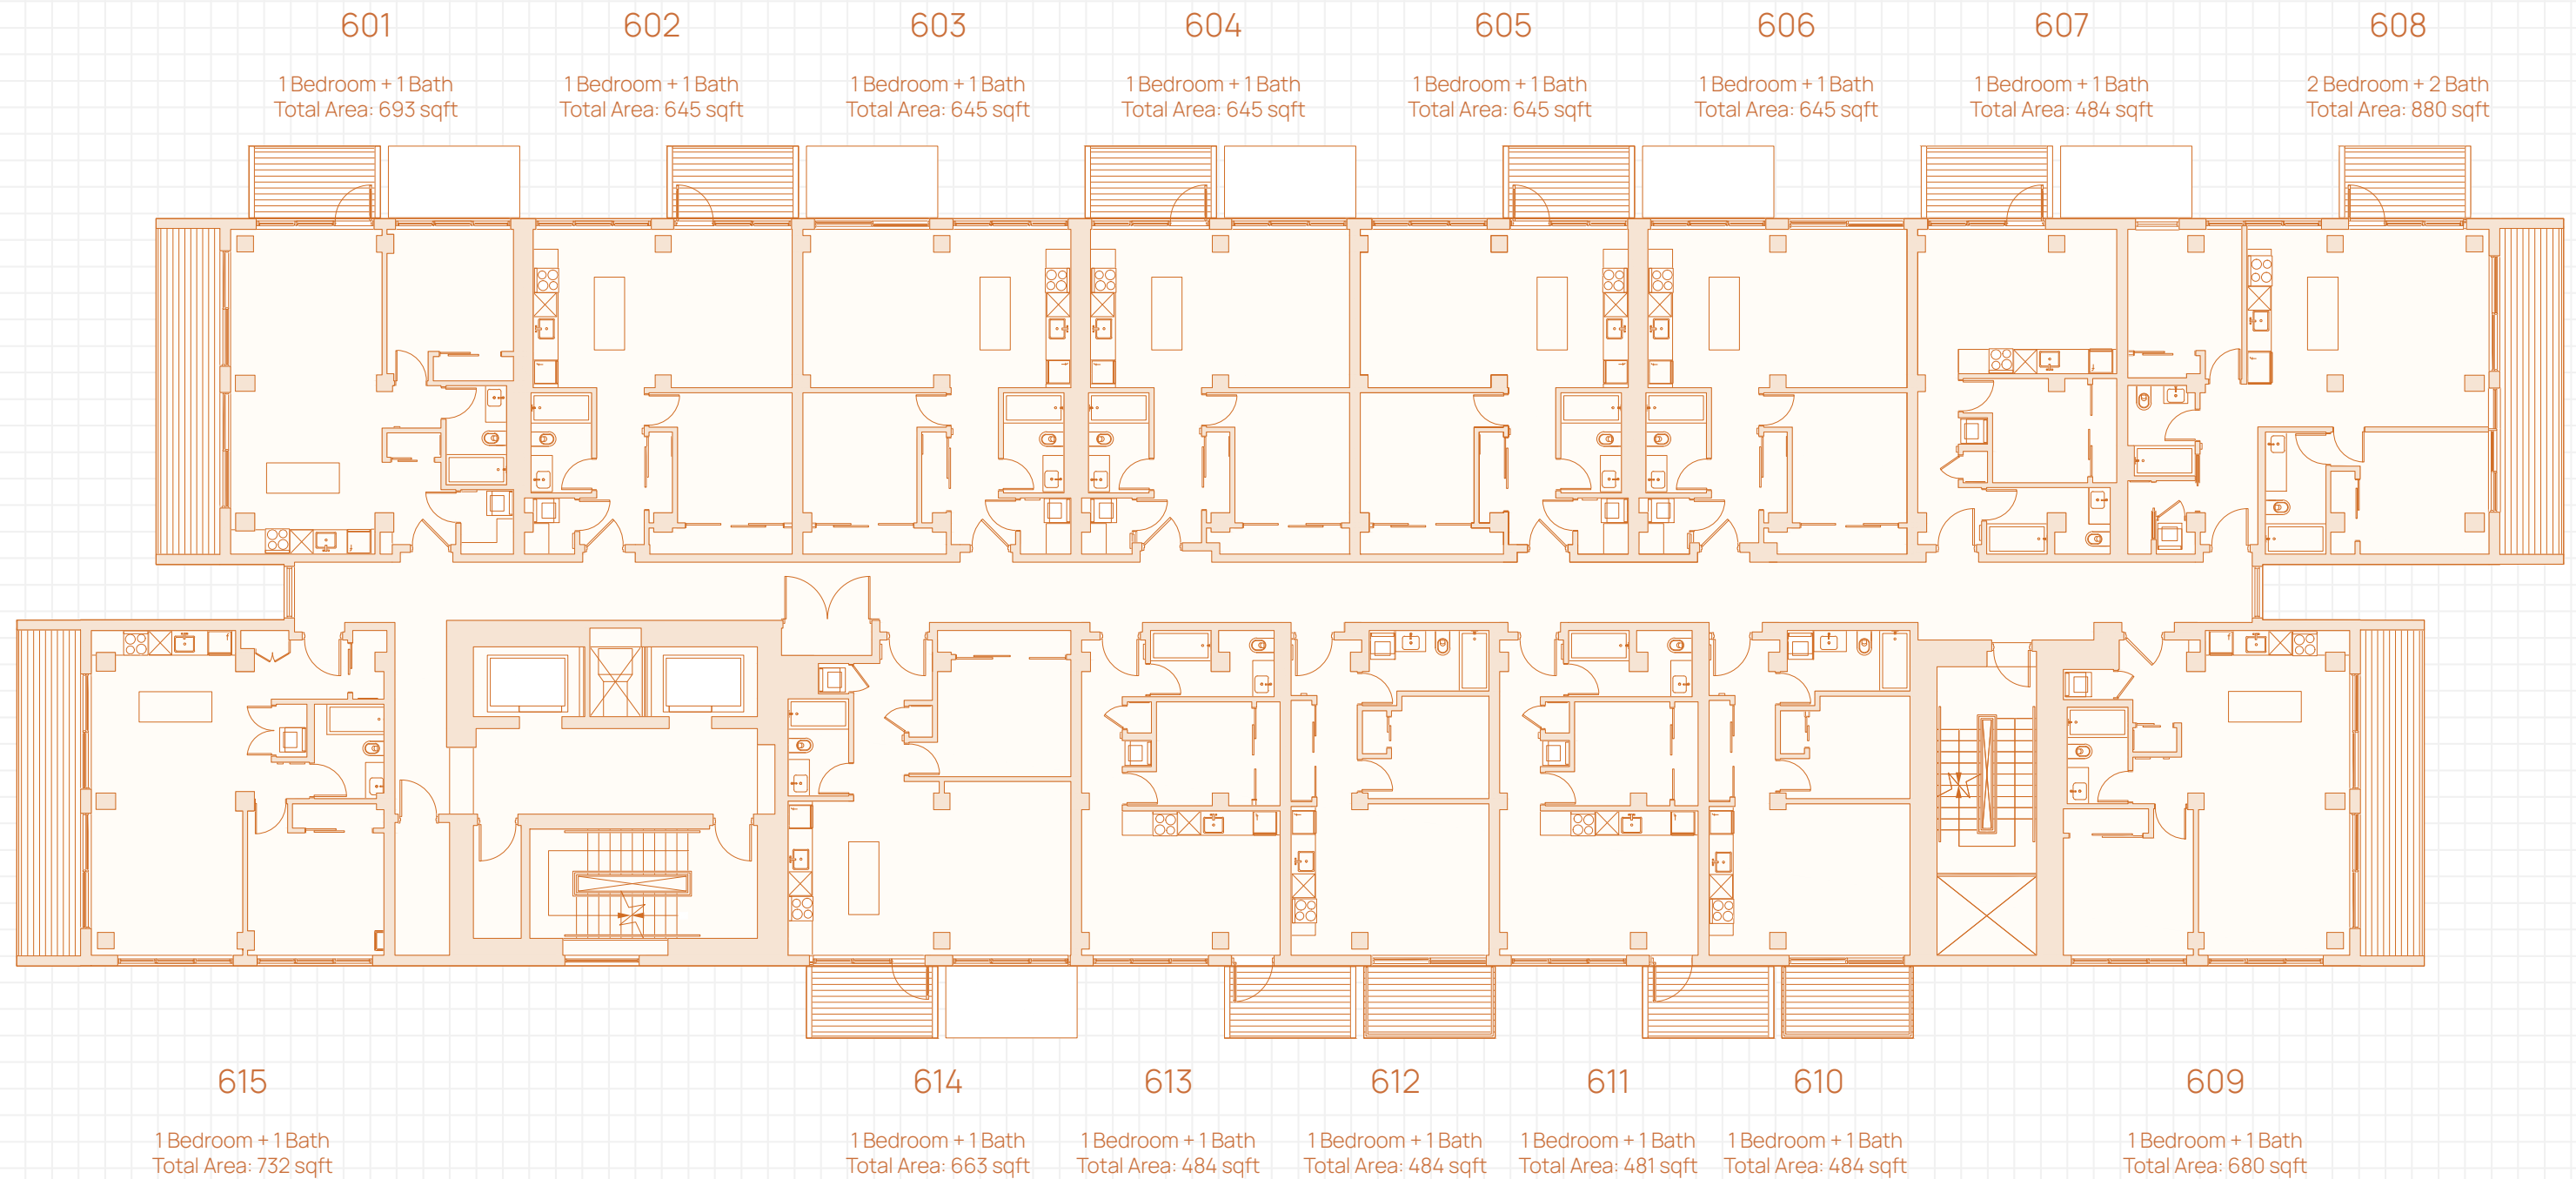 601
1 Bedroom + 1 Bath
Total Area: 693 sqft
602
1 Bedroom + 1 Bath
Total Area: 645 sqft
603
1 Bedroom + 1 Bath
Total Area: 645 sqft
604
1 Bedroom + 1 Bath
Total Area: 645 sqft
605
1 Bedroom + 1 Bath
Total Area: 645 sqft
606
1 Bedroom + 1 Bath
Total Area: 645 sqft
607
1 Bedroom + 1 Bath
Total Area: 484 sqft
608
2 Bedroom + 2 Bath
Total Area: 880 sqft
615
1 Bedroom + 1 Bath
Total Area: 732 sqft
614
1 Bedroom + 1 Bath
Total Area: 663 sqft
613
1 Bedroom + 1 Bath
Total Area: 484 sqft
612
1 Bedroom + 1 Bath
Total Area: 484 sqft
611
1 Bedroom + 1 Bath
Total Area: 481 sqft
610
1 Bedroom + 1 Bath
Total Area: 484 sqft
609
1 Bedroom + 1 Bath
Total Area: 680 sqft